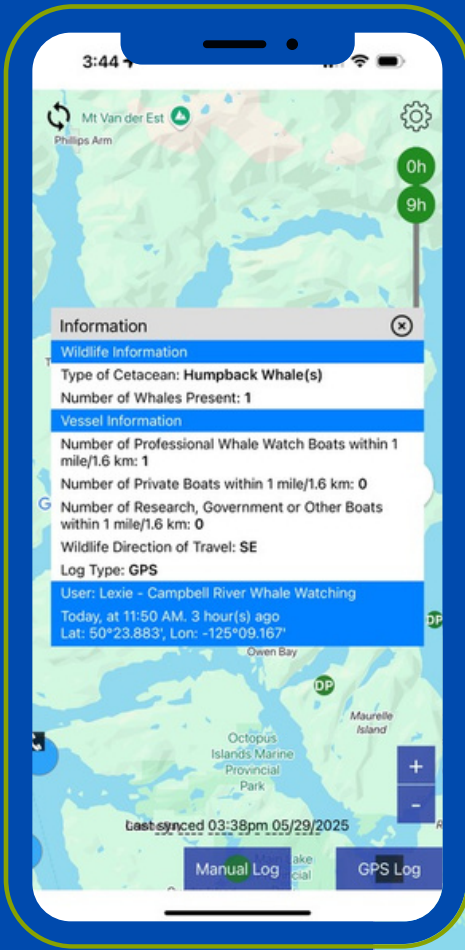 3:44
Mt Van der Est
Phillips Arm
0h
9h
Information
Wildlife Information
Type of Cetacean: Humpback Whale(s)
Number of Whales Present: 1
Vessel Information
Number of Professional Whale Watch Boats within 1
mile/1.6 km: 1
Number of Private Boats within 1 mile/1.6 km: 0
Number of Research, Government or Other Boats
within 1 mile/1.6 km: 0
Wildlife Direction of Travel: SE
Log Type: GPS
User: Lexie - Campbell River Whale Watching
Today, at 11:50 AM. 3 hour(s) ago
Lat: 50°23.883', Lon: -125°09.167'
G
DP
Owen Bay
DP
Maurelle
Island
Octopus
Islands Marine
Provincial
Park
+
-
Last synced 03:38pm 05/29/2025
Manual Log
GPS Log